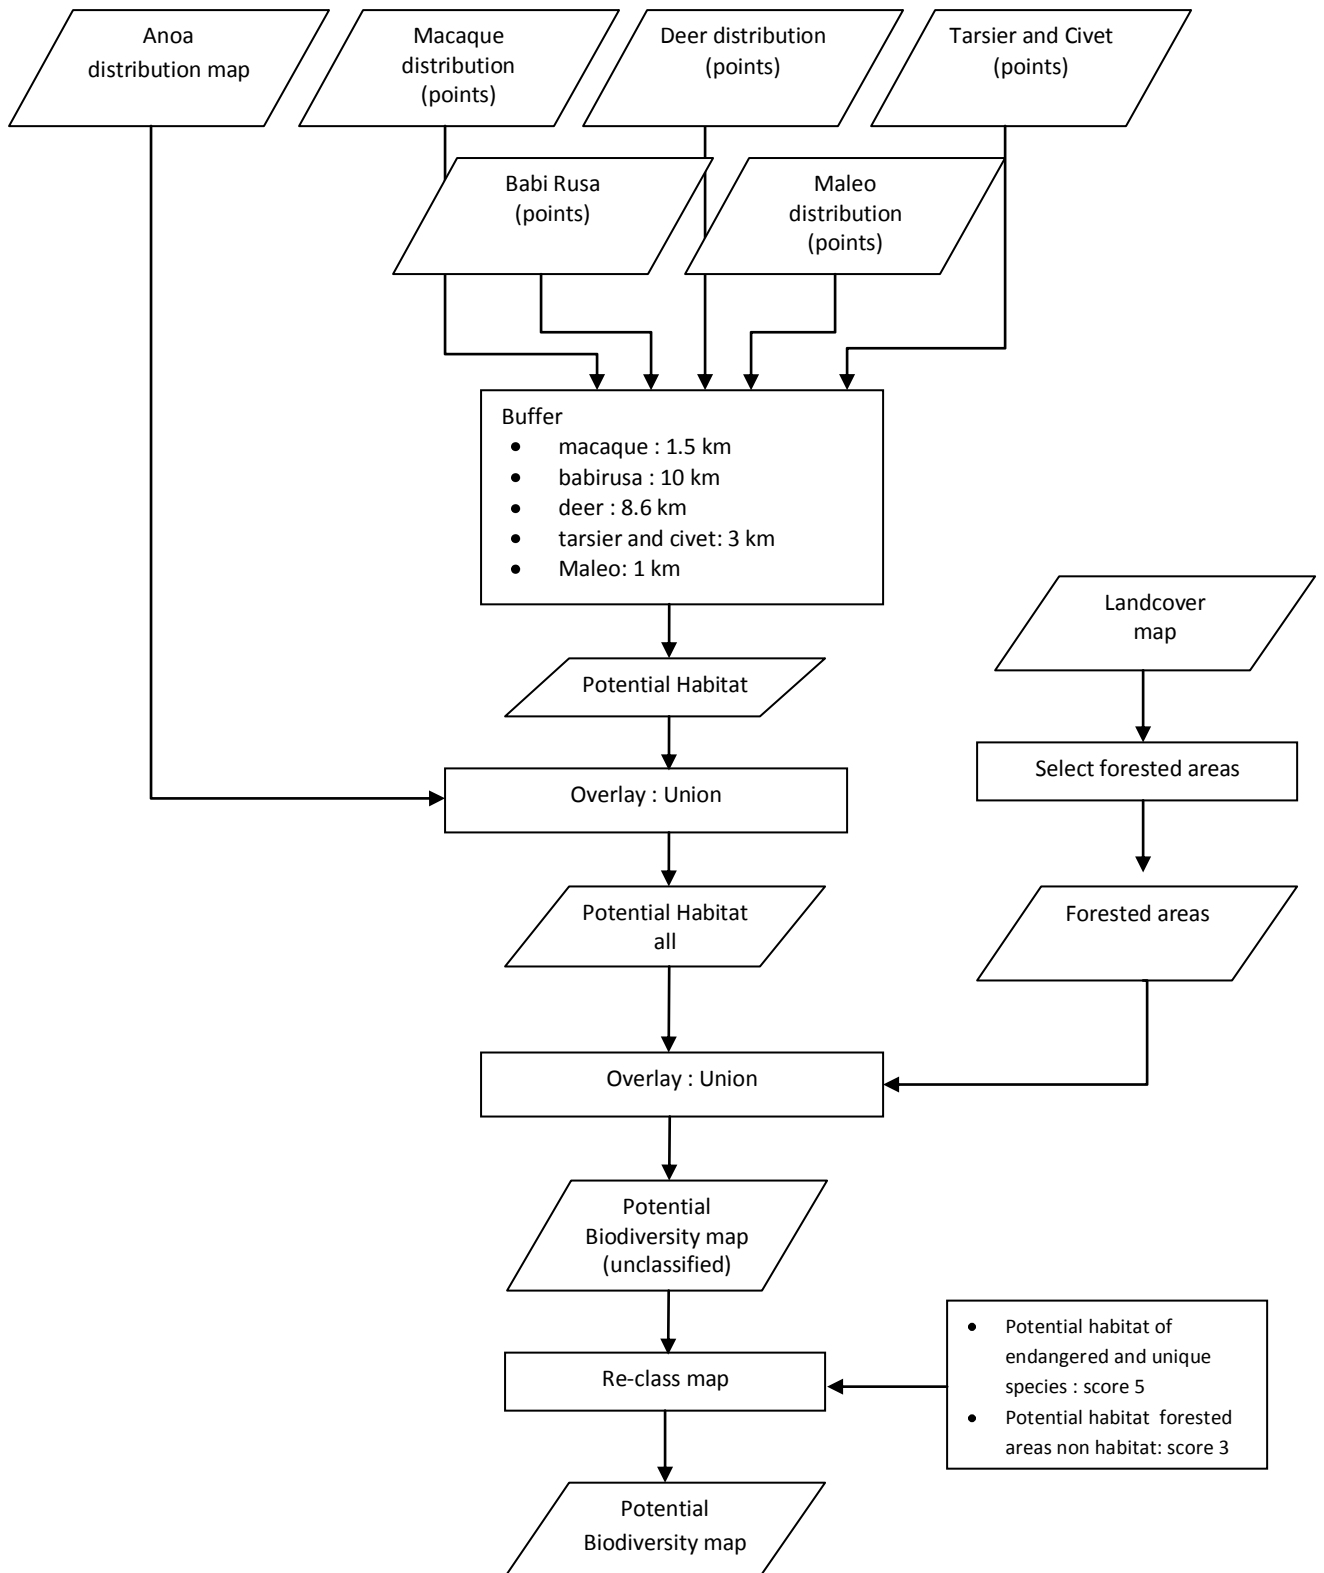 Anoa
distribution map
Macaque
distribution
(points)
Deer distribution
(points)
Tarsier and Civet
(points)
Babi Rusa
(points)
Maleo
distribution
(points)
Buffer
• macaque : 1.5 km
• babirusa : 10 km
• deer : 8.6 km
• tarsier and civet: 3 km
• Maleo: 1 km
Landcover
map
Potential Habitat
Select forested areas
Overlay : Union
Potential Habitat
all
Forested areas
Overlay : Union
Potential
Biodiversity map
(unclassified)
• Potential habitat of
endangered and unique
species : score 5
• Potential habitat  forested
areas non habitat: score 3
Re-class map
Potential
Biodiversity map